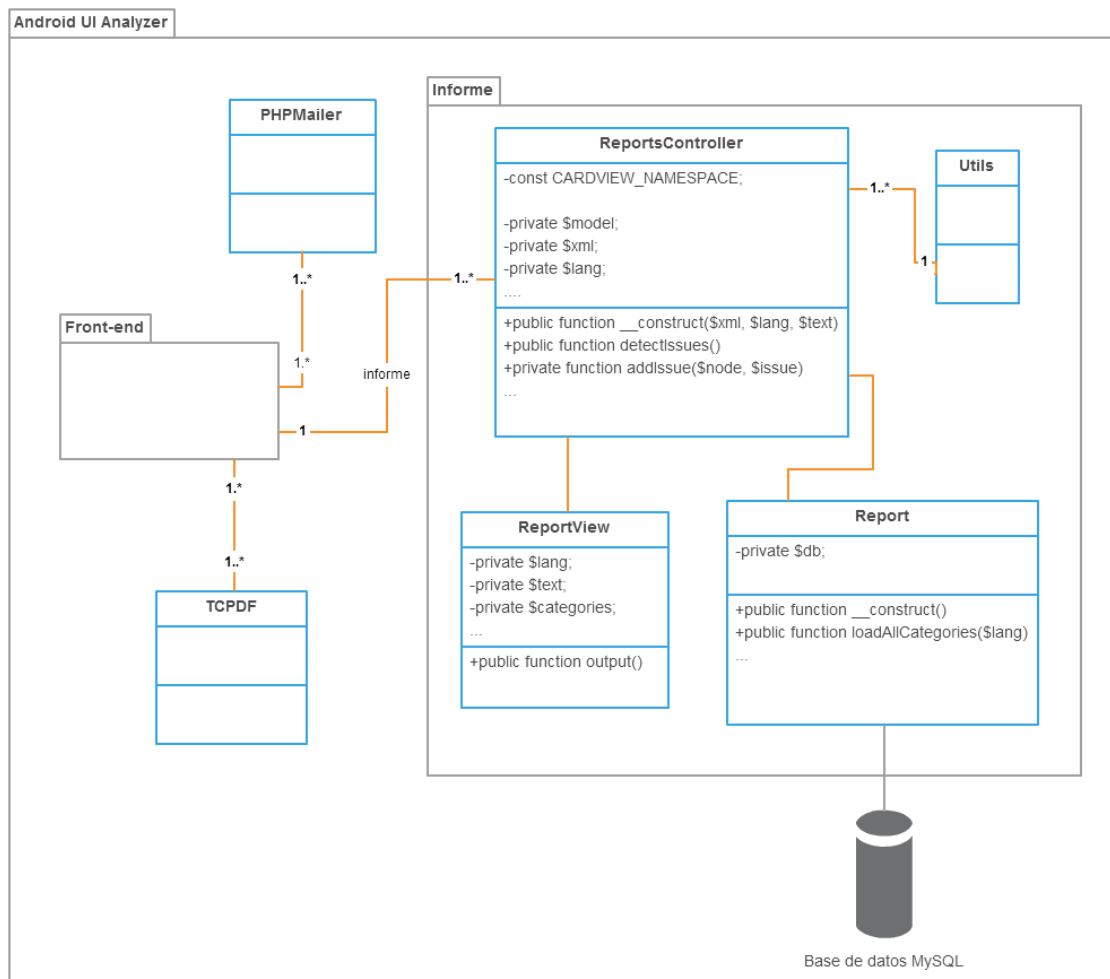 Android UI Analyzer
Informe
PHPMailer
ReportsController
-const CARDVIEW_NAMESPACE;
-private $model;
-private $xml;
-private $lang;
....
+public function __construct($xml, $lang, $text)
+public function detectIssues()
+private function addIssue($node, $issue)
...
Utils
1..*
1
1..*
1..*
Front-end
1.*
informe
1
1.*
1..*
TCPDF
ReportView
-private $lang;
-private $text;
-private $categories;
...
+public function output()
Report
-private $db;
+public function __construct()
+public function loadAllCategories($lang)
...
Base de datos MySQL